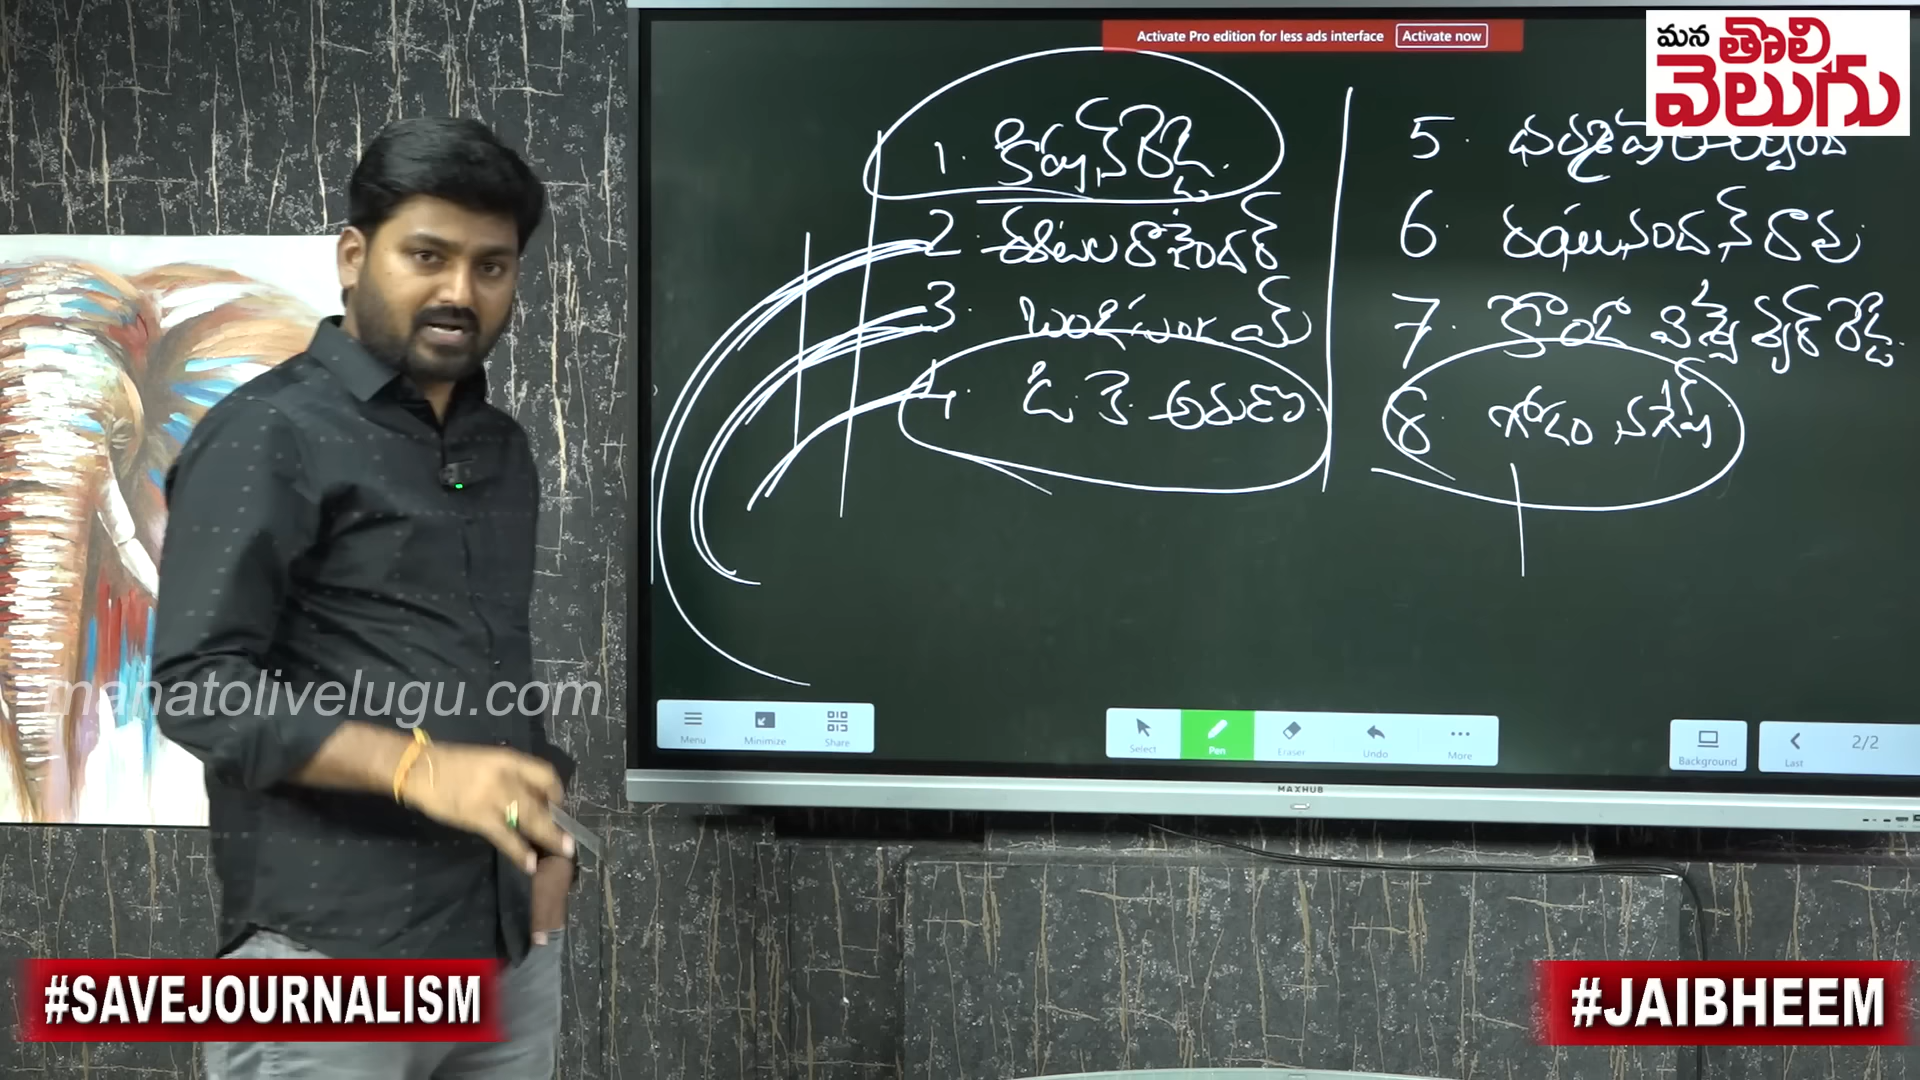 Activate Pro edition for less ads interface Activate now
మన
తొలి
వెలుగు
1. కిషన్ రెడ్డి.
2. ఈటల రాజేందర్
3. బండి సంజయ్
4. డి.కె. అరుణ
5. ధర్మపురి అర్వింద్
6. రఘునందన్ రావు
7. కొండా విశ్వేశ్వర్ రెడ్డి.
8. గోడం నగేష్
manatolivelugu.com
Menu Minimize Share
Select Pen Eraser Undo More
Background Last 2/2
MAXHUB
#SAVEJOURNALISM
#JAIBHEEM